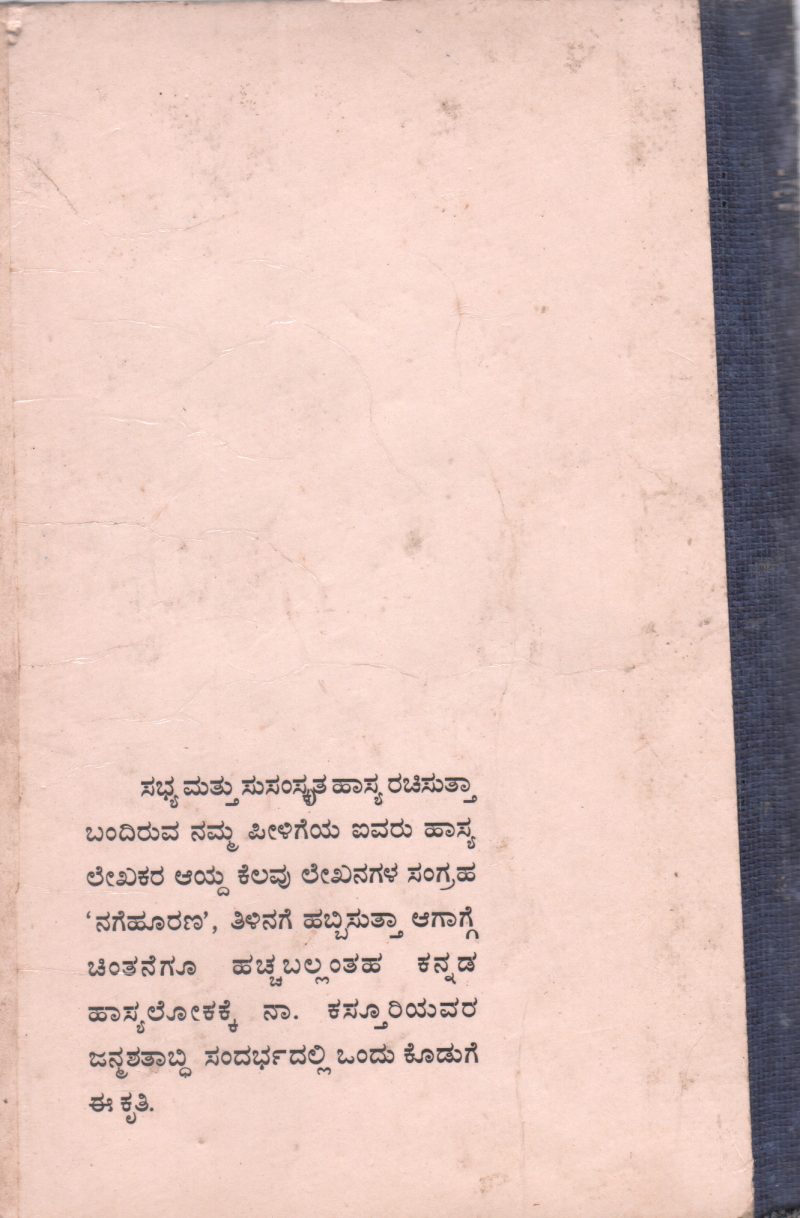 ಸಭ್ಯ ಮತ್ತು ಸುಸಂಸ್ಕೃತ ಹಾಸ್ಯ ರಚಿಸುತ್ತಾ
ಬಂದಿರುವ ನಮ್ಮ ಪೀಳಿಗೆಯ ಐವರು ಹಾಸ್ಯ
ಲೇಖಕರ ಆಯ್ದ ಕೆಲವು ಲೇಖನಗಳ ಸಂಗ್ರಹ
‘ನಗೆಹೂರಣ’, ತಿಳಿನಗೆ ಹಬ್ಬಿಸುತ್ತಾ ಆಗಾಗ್ಗೆ
ಚಿಂತನೆಗೂ ಹಚ್ಚಬಲ್ಲಂತಹ ಕನ್ನಡ
ಹಾಸ್ಯಲೋಕಕ್ಕೆ ನಾ. ಕಸ್ತೂರಿಯವರ
ಜನ್ಮಶತಾಬ್ಧಿ ಸಂದರ್ಭದಲ್ಲಿ ಒಂದು ಕೊಡುಗೆ
ಈ ಕೃತಿ.